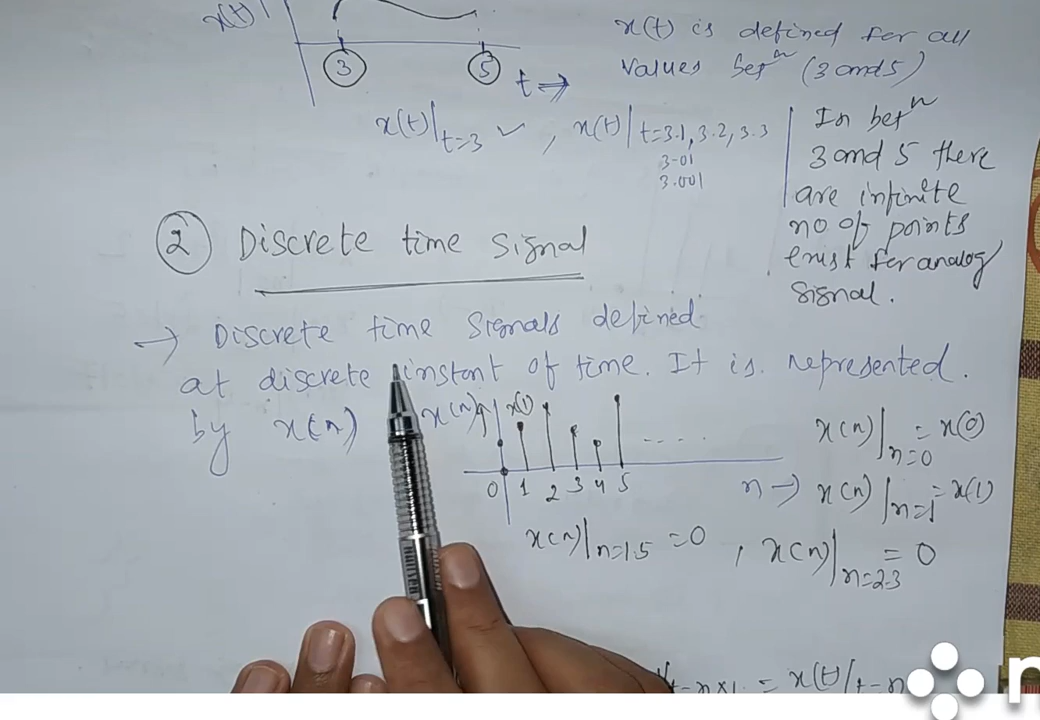 x(t)
3
5
t →
x(t) is defined for all
values betⁿ (3 and 5)
x(t)|t=3 ✓, x(t)|t=3.1, 3.2, 3.3
3.01
3.001
In betⁿ
3 and 5 there
are infinite
no of points
exist for analog
signal.
② Discrete time signal
→ Discrete time signals defined
at discrete instant of time. It is represented.
by x(n)
x(n)
x(1)
0 1 2 3 4 5
n →
x(n)|n=0 = x(0)
x(n)|n=1 = x(1)
x(n)|n=1.5 = 0, x(n)|n=2.3 = 0
= x(t)|t=n
n